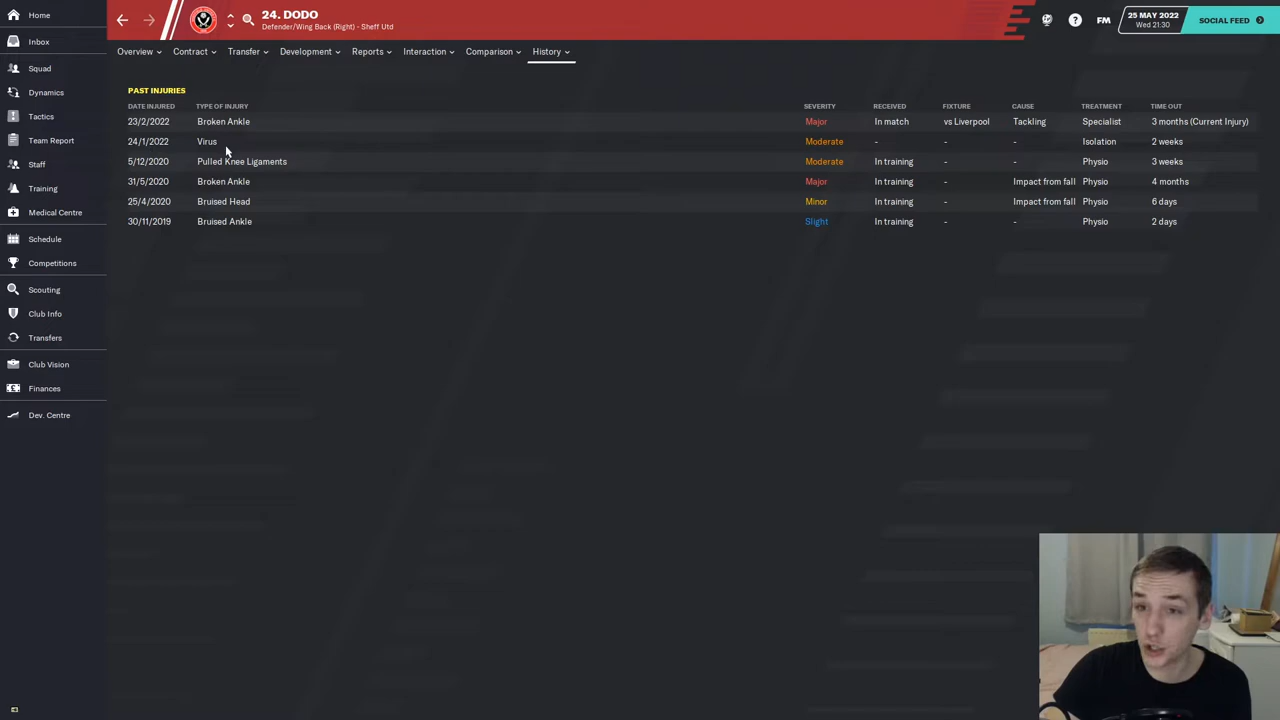 Home
Inbox
Squad
Dynamics
Tactics
Team Report
Staff
Training
Medical Centre
Schedule
Competitions
Scouting
Club Info
Transfers
Club Vision
Finances
Dev. Centre
24. DODO
Defender/Wing Back (Right) - Sheff Utd
FM
25 MAY 2022
Wed 21:30
SOCIAL FEED
Overview Contract Transfer Development Reports Interaction Comparison History
PAST INJURIES
DATE INJURED TYPE OF INJURY SEVERITY RECEIVED FIXTURE CAUSE TREATMENT TIME OUT
23/2/2022 Broken Ankle Major In match vs Liverpool Tackling Specialist 3 months (Current Injury)
24/1/2022 Virus Moderate - - - Isolation 2 weeks
5/12/2020 Pulled Knee Ligaments Moderate In training - - Physio 3 weeks
31/5/2020 Broken Ankle Major In training - Impact from fall Physio 4 months
25/4/2020 Bruised Head Minor In training - Impact from fall Physio 6 days
30/11/2019 Bruised Ankle Slight In training - - Physio 2 days